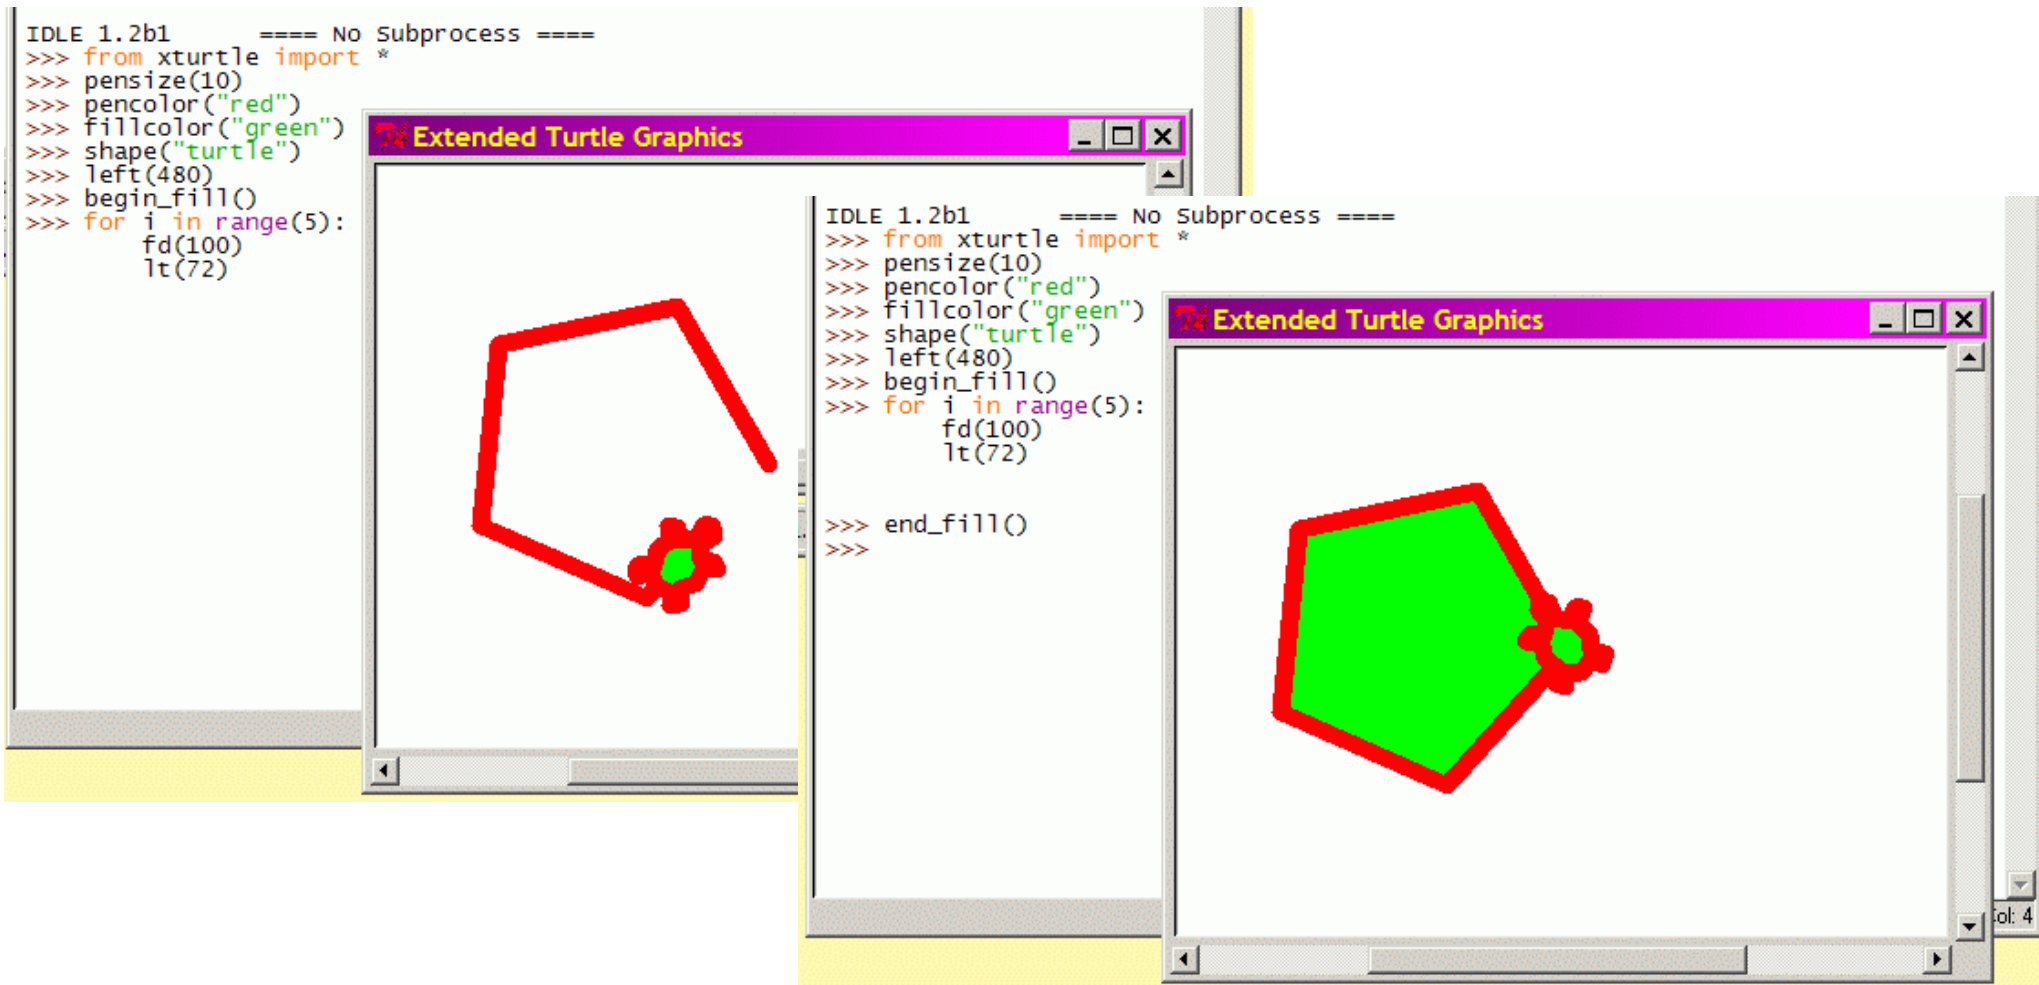 IDLE 1.2b1      ==== No Subprocess ====
>>> from xturtle import *
>>> pensize(10)
>>> pencolor("red")
>>> fillcolor("green")
>>> shape("turtle")
>>> left(480)
>>> begin_fill()
>>> for i in range(5):
        fd(100)
        lt(72)
Extended Turtle Graphics
IDLE 1.2b1      ==== No Subprocess ====
>>> from xturtle import *
>>> pensize(10)
>>> pencolor("red")
>>> fillcolor("green")
>>> shape("turtle")
>>> left(480)
>>> begin_fill()
>>> for i in range(5):
        fd(100)
        lt(72)
>>> end_fill()
>>>
Extended Turtle Graphics
Col: 4